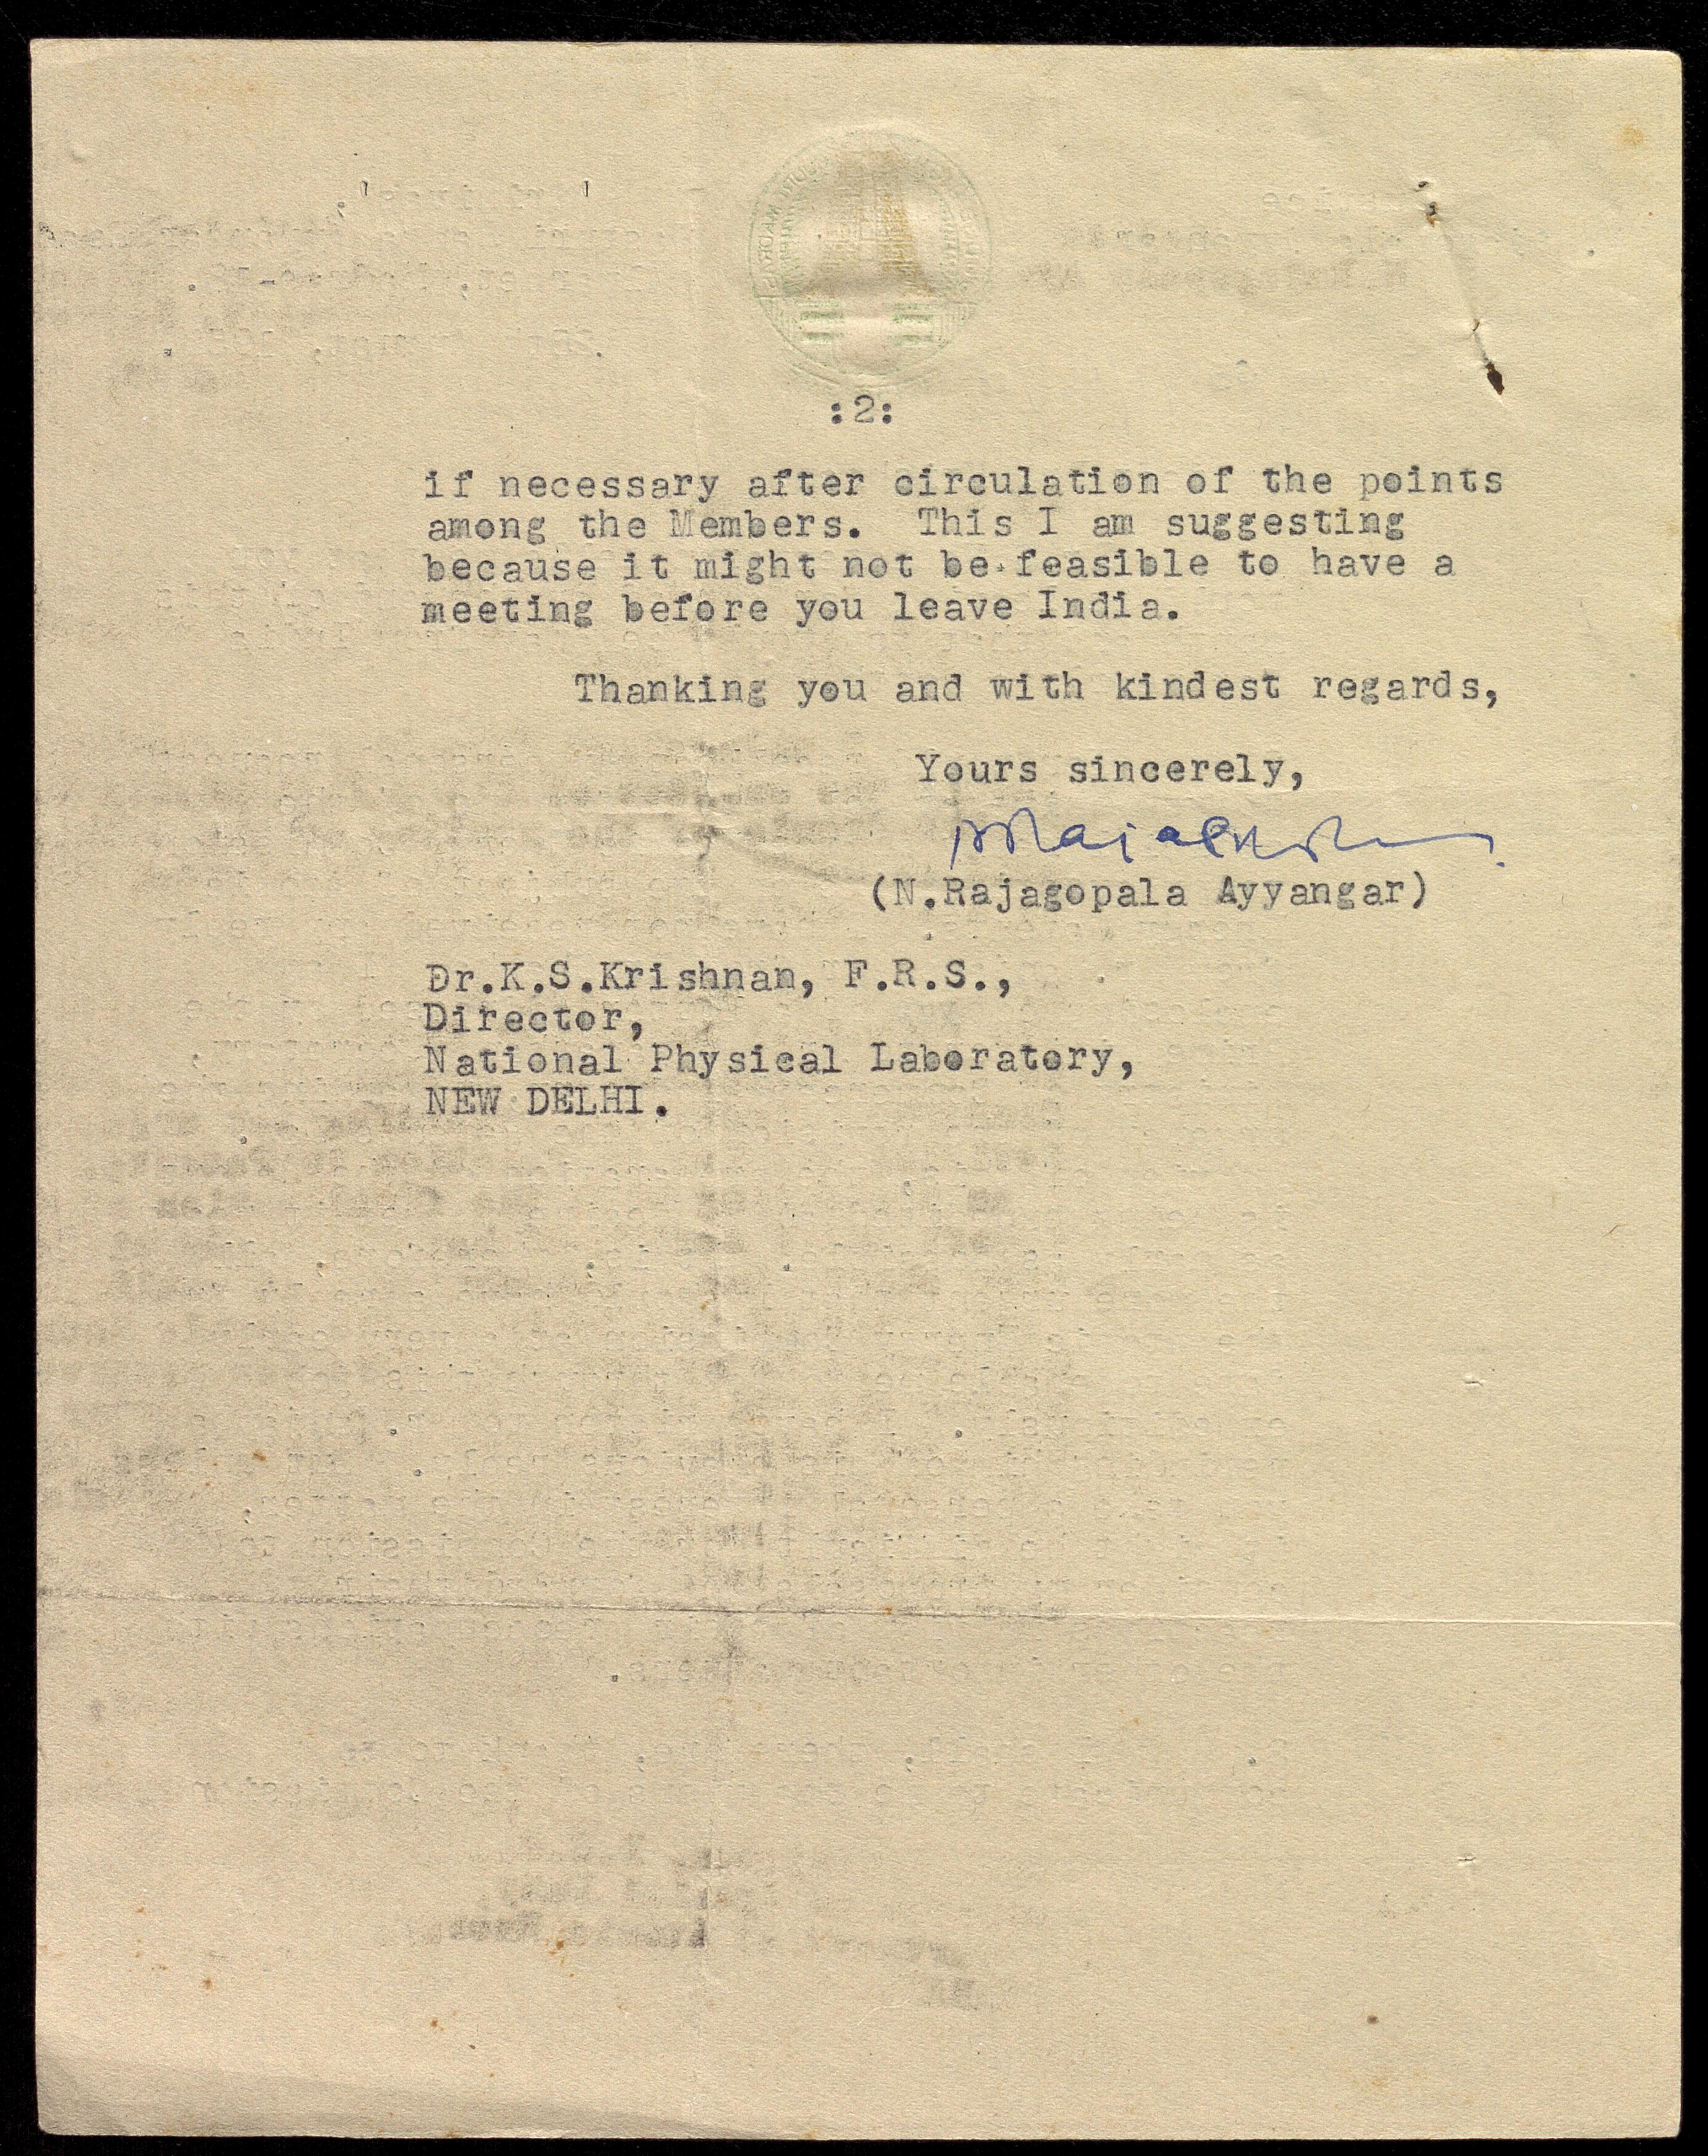 :2:
if necessary after circulation of the points
among the Members. This I am suggesting
because it might not be feasible to have a
meeting before you leave India.
Thanking you and with kindest regards,
Yours sincerely,
(N.Rajagopala Ayyangar)
Dr.K.S.Krishnan, F.R.S.,
Director,
National Physical Laboratory,
NEW DELHI.